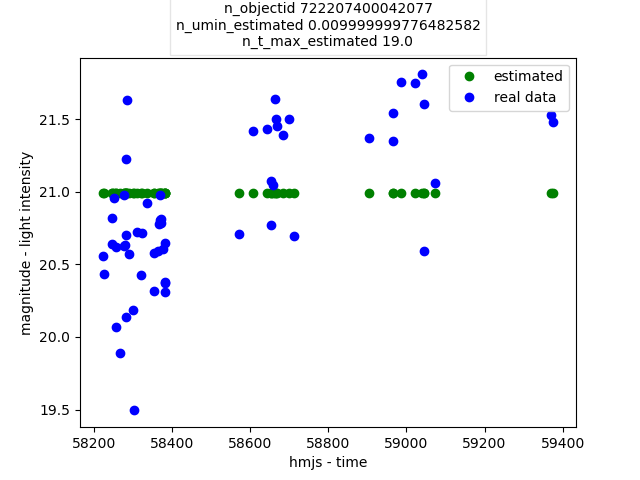 n_objectid 722207400042077
n_umin_estimated 0.009999999776482582
n_t_max_estimated 19.0
estimated
real data
magnitude - light intensity
21.5
21.0
20.5
20.0
19.5
58200 58400 58600 58800 59000 59200 59400
hmjs - time